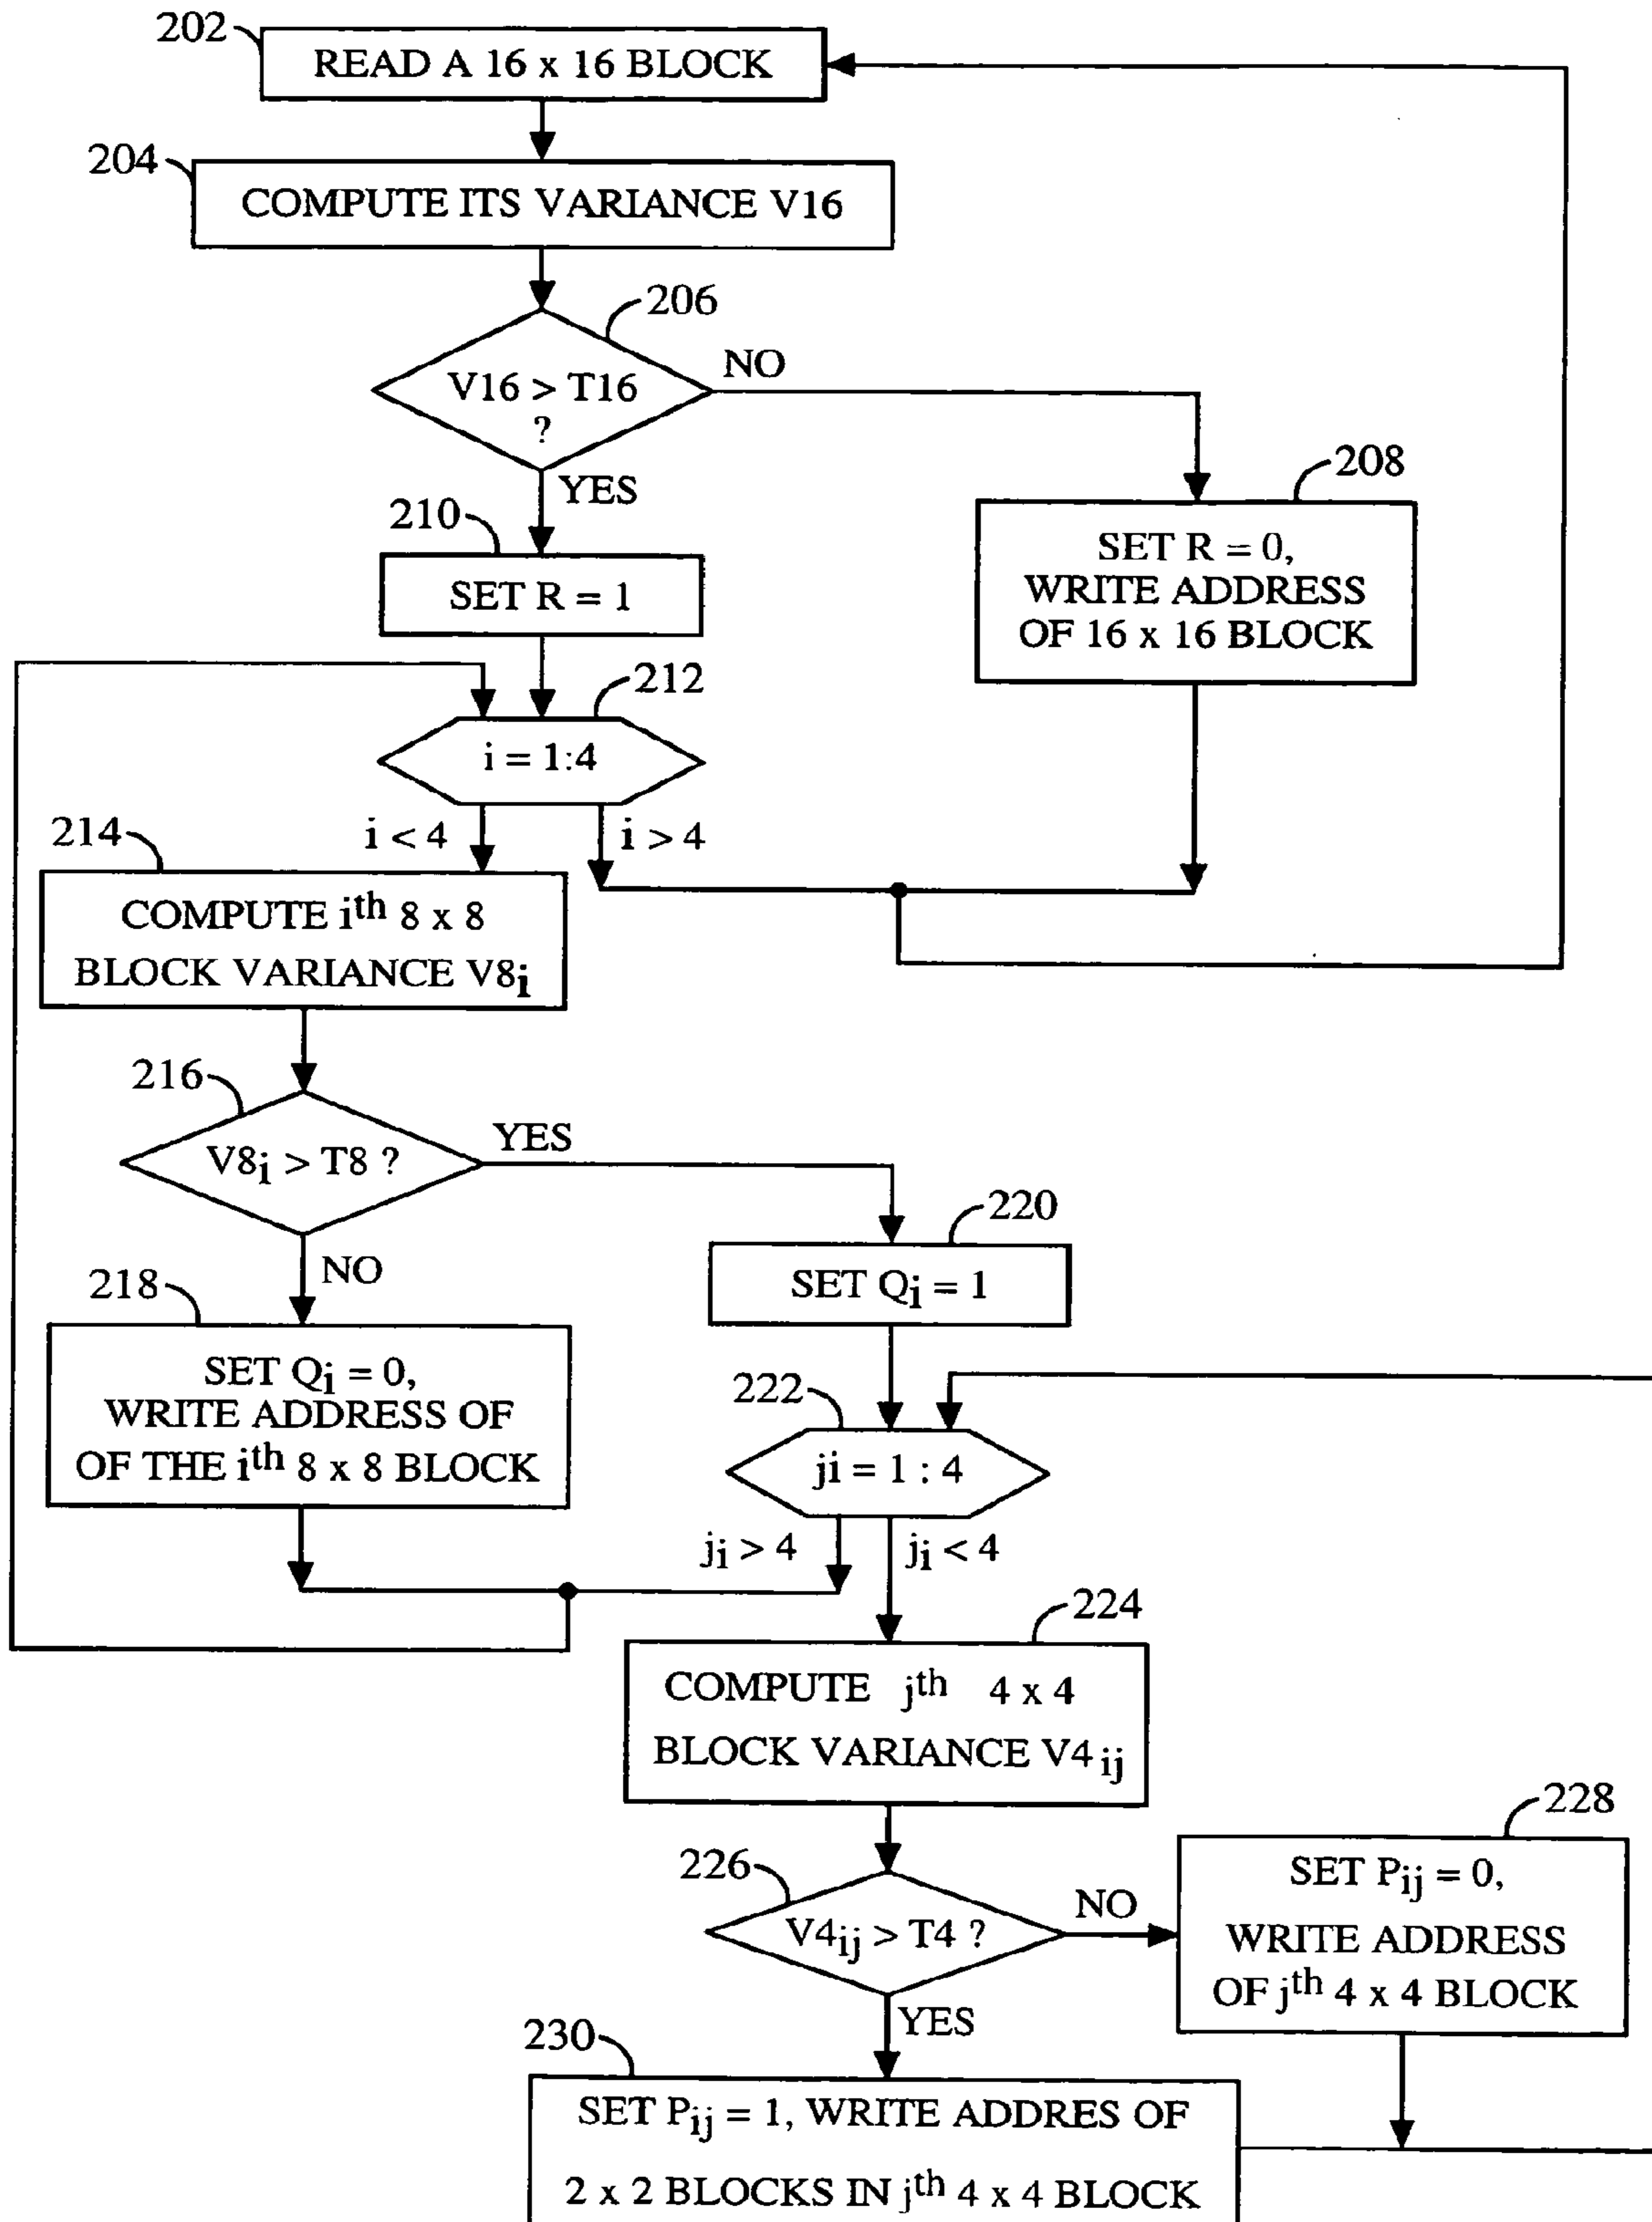 202
READ A 16 x 16 BLOCK
204
COMPUTE ITS VARIANCE V16
206
V16 > T16
?
NO
YES
208
SET R = 0,
WRITE ADDRESS
OF 16 x 16 BLOCK
210
SET R = 1
212
i = 1:4
i < 4
i > 4
214
COMPUTE ith 8 x 8
BLOCK VARIANCE V8i
216
V8i > T8 ?
YES
NO
218
SET Qi = 0,
WRITE ADDRESS OF
OF THE ith 8 x 8 BLOCK
220
SET Qi = 1
222
ji = 1 : 4
ji > 4
ji < 4
224
COMPUTE jth 4 x 4
BLOCK VARIANCE V4 ij
226
V4ij > T4 ?
NO
YES
228
SET Pij = 0,
WRITE ADDRESS
OF jth 4 x 4 BLOCK
230
SET Pij = 1, WRITE ADDRES OF
2 x 2 BLOCKS IN jth 4 x 4 BLOCK